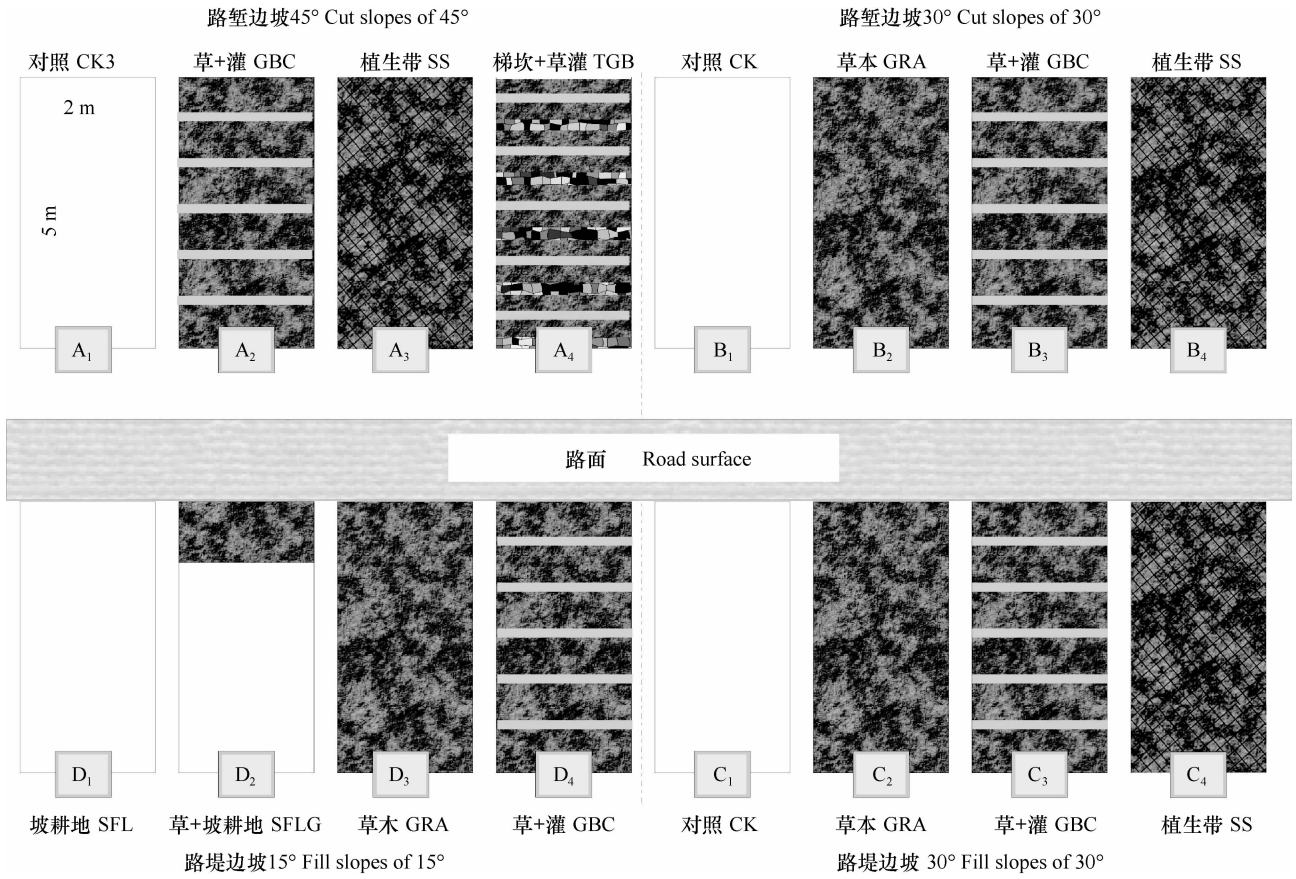 路堑边坡45° Cut slopes of 45°
路堑边坡30° Cut slopes of 30°
对照 CK3
草+灌 GBC
植生带 SS
梯坎+草灌 TGB
对照 CK
草本 GRA
草+灌 GBC
植生带 SS
2 m
5 m
A₁
A₂
A₃
A₄
B₁
B₂
B₃
B₄
路面 Road surface
D₁
D₂
D₃
D₄
C₁
C₂
C₃
C₄
坡耕地 SFL
草+坡耕地 SFLG
草木 GRA
草+灌 GBC
对照 CK
草本 GRA
草+灌 GBC
植生带 SS
路堤边坡15° Fill slopes of 15°
路堤边坡 30° Fill slopes of 30°